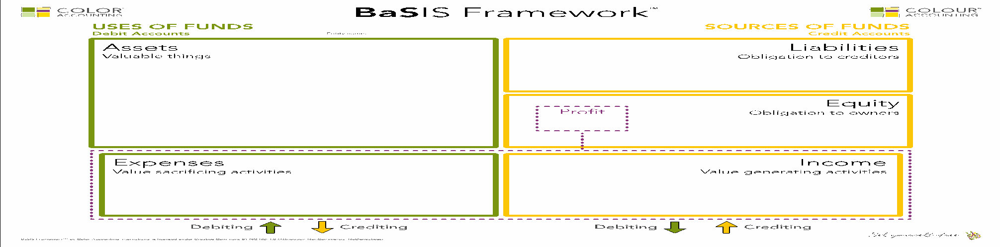 COLOR
ACCOUNTING
BaSIS Framework™
COLOUR™
ACCOUNTING
USES OF FUNDS
Debit Accounts
Entity name
SOURCES OF FUNDS
Credit Accounts
Assets
Valuable things
Liabilities
Obligation to creditors
Equity
Obligation to owners
Profit
Expenses
Value sacrificing activities
Income
Value generating activities
Debiting
Crediting
Debiting
Crediting